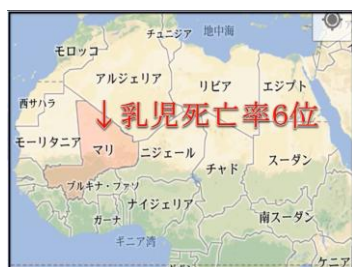 チュニジア
地中海
モロッコ
アルジェリア
リビア
エジプト
西サハラ
↓乳児死亡率6位
モーリタニア
マリ
ニジェール
チャド
スーダン
ブルキナ・ファソ
ナイジェリア
ガーナ
南スーダン
ギニア湾
ケニア